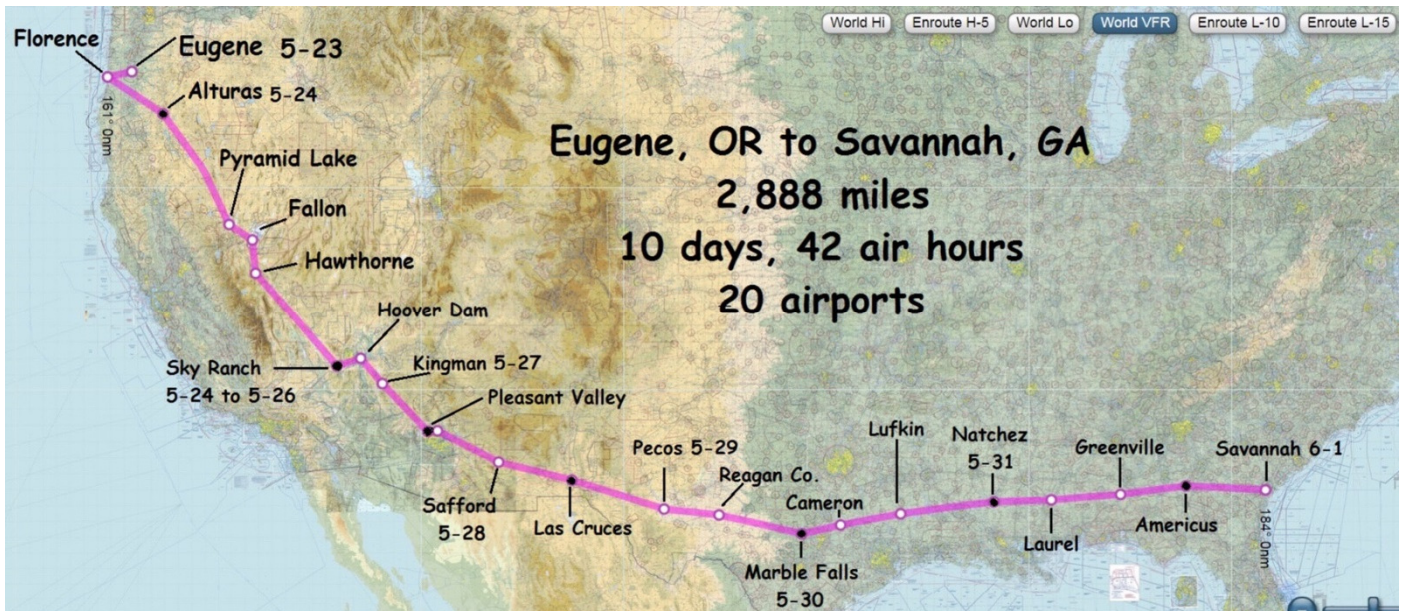 World Hi
Enroute H-5
World Lo
World VFR
Enroute L-10
Enroute L-15
Florence
Eugene 5-23
Alturas 5-24
161° 0nm
Pyramid Lake
Fallon
Hawthorne
Eugene, OR to Savannah, GA
2,888 miles
10 days, 42 air hours
20 airports
Hoover Dam
Sky Ranch
5-24 to 5-26
Kingman 5-27
Pleasant Valley
Safford
5-28
Las Cruces
Pecos 5-29
Reagan Co.
Marble Falls
5-30
Cameron
Lufkin
Natchez
5-31
Laurel
Greenville
Americus
Savannah 6-1
184° 0nm